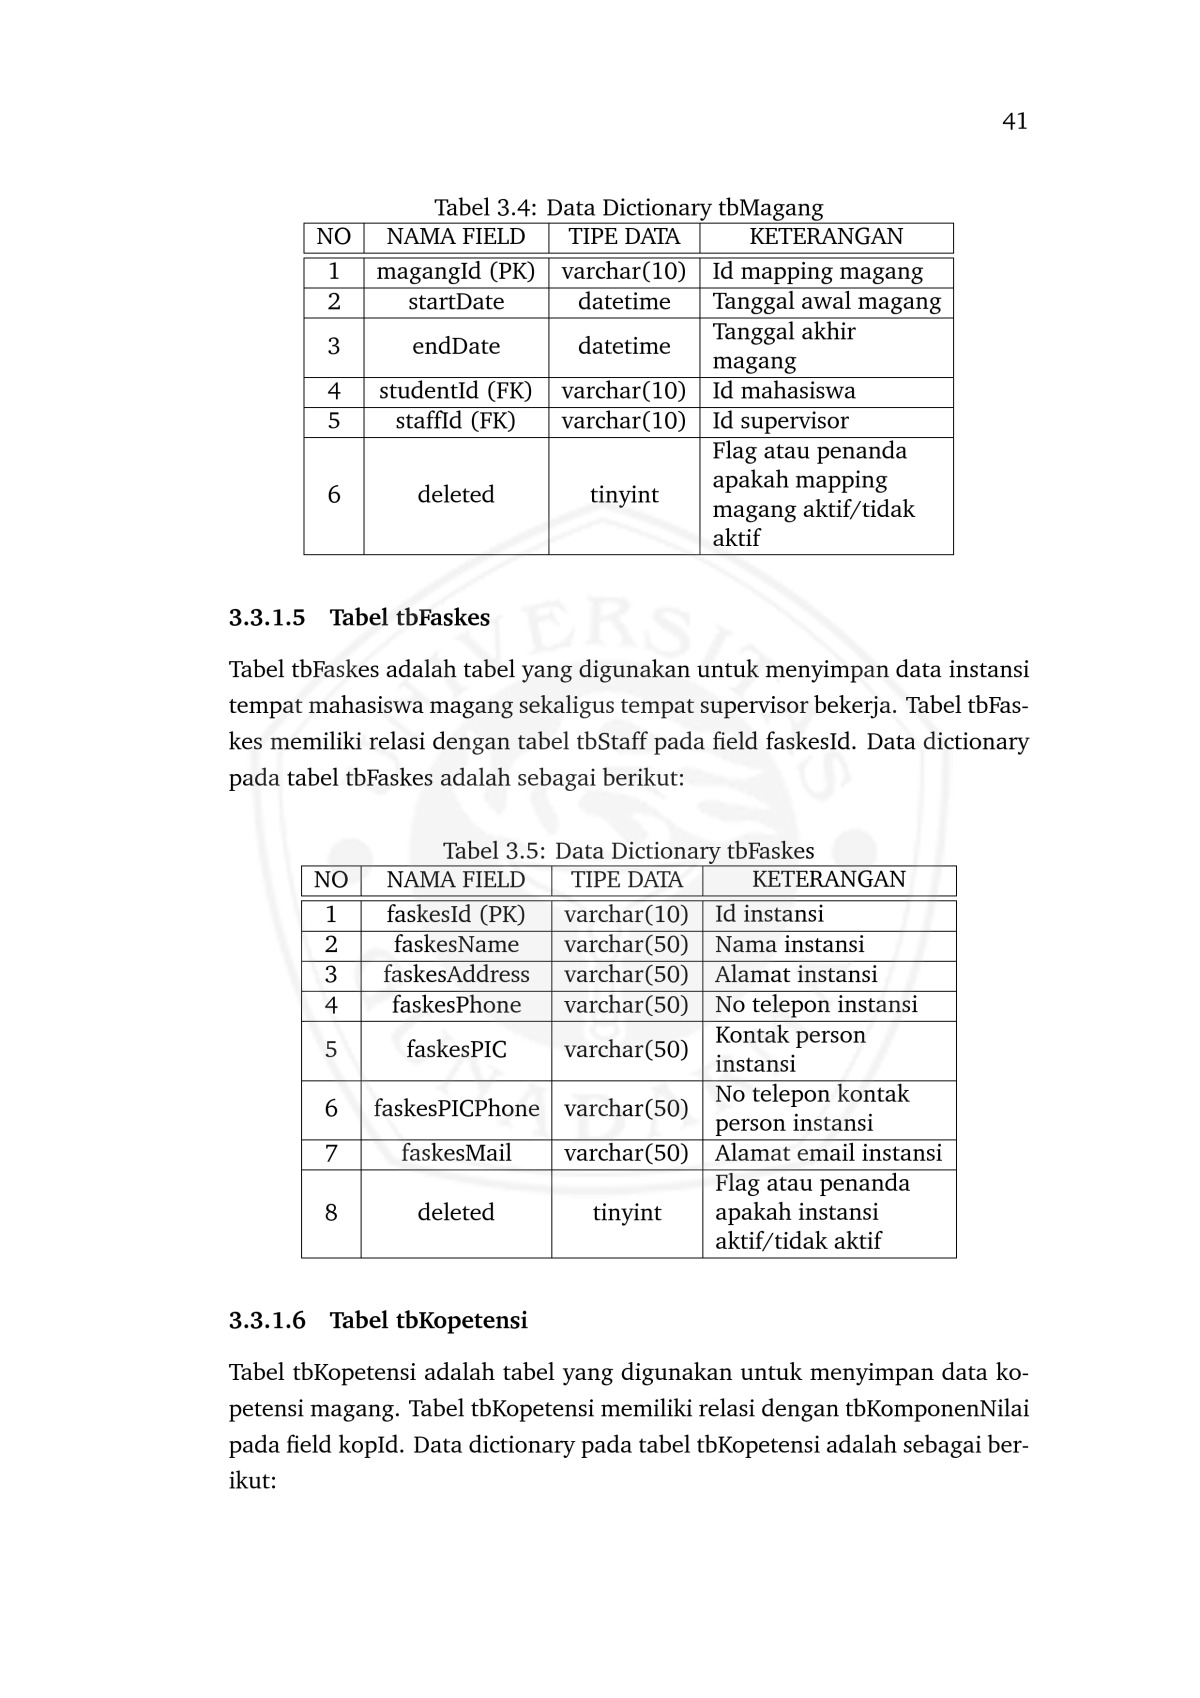 41
Tabel 3.4: Data Dictionary tbMagang
NO NAMA FIELD TIPE DATA KETERANGAN
1 magangId (PK) varchar(10) Id mapping magang
2 startDate datetime Tanggal awal magang
3 endDate datetime Tanggal akhir
magang
4 studentId (FK) varchar(10) Id mahasiswa
5 staffId (FK) varchar(10) Id supervisor
6 deleted tinyint Flag atau penanda
apakah mapping
magang aktif/tidak
aktif
3.3.1.5 Tabel tbFaskes
Tabel tbFaskes adalah tabel yang digunakan untuk menyimpan data instansi
tempat mahasiswa magang sekaligus tempat supervisor bekerja. Tabel tbFas-
kes memiliki relasi dengan tabel tbStaff pada field faskesId. Data dictionary
pada tabel tbFaskes adalah sebagai berikut:
Tabel 3.5: Data Dictionary tbFaskes
NO NAMA FIELD TIPE DATA KETERANGAN
1 faskesId (PK) varchar(10) Id instansi
2 faskesName varchar(50) Nama instansi
3 faskesAddress varchar(50) Alamat instansi
4 faskesPhone varchar(50) No telepon instansi
5 faskesPIC varchar(50) Kontak person
instansi
6 faskesPICPhone varchar(50) No telepon kontak
person instansi
7 faskesMail varchar(50) Alamat email instansi
8 deleted tinyint Flag atau penanda
apakah instansi
aktif/tidak aktif
3.3.1.6 Tabel tbKopetensi
Tabel tbKopetensi adalah tabel yang digunakan untuk menyimpan data ko-
petensi magang. Tabel tbKopetensi memiliki relasi dengan tbKomponenNilai
pada field kopId. Data dictionary pada tabel tbKopetensi adalah sebagai ber-
ikut:
UNIVERSITAS